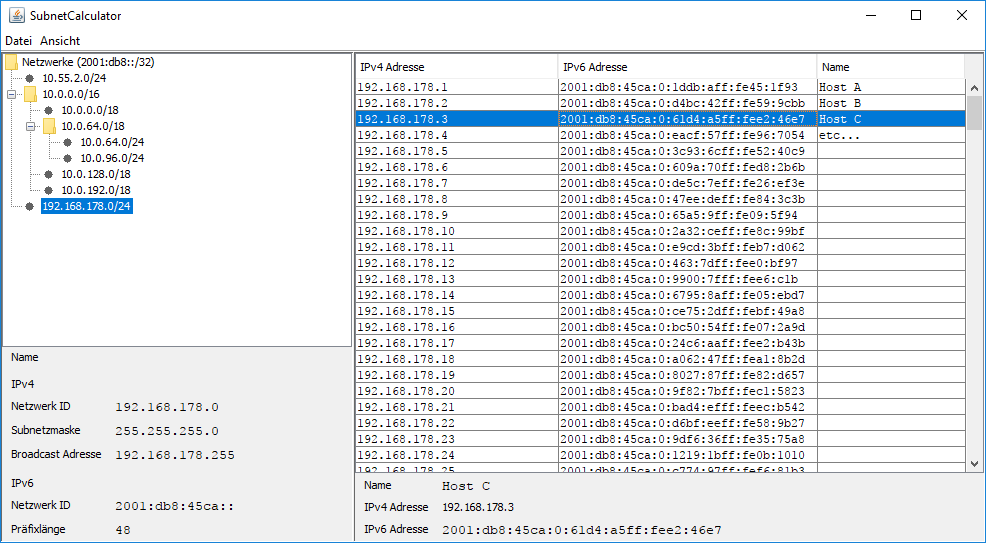 SubnetCalculator
Datei Ansicht
Netzwerke (2001:db8::/32)
10.55.2.0/24
10.0.0.0/16
10.0.0.0/18
10.0.64.0/18
10.0.64.0/24
10.0.96.0/24
10.0.128.0/18
10.0.192.0/18
192.168.178.0/24
Name
IPv4
Netzwerk ID 192.168.178.0
Subnetzmaske 255.255.255.0
Broadcast Adresse 192.168.178.255
IPv6
Netzwerk ID 2001:db8:45ca::
Präfixlänge 48
IPv4 Adresse IPv6 Adresse Name
192.168.178.1 2001:db8:45ca:0:1ddb:aff:fe45:1f93 Host A
192.168.178.2 2001:db8:45ca:0:d4bc:42ff:fe59:9cbb Host B
192.168.178.3 2001:db8:45ca:0:61d4:a5ff:fee2:46e7 Host C
192.168.178.4 2001:db8:45ca:0:eacf:57ff:fe96:7054 etc...
192.168.178.5 2001:db8:45ca:0:3c93:6cff:fe52:40c9
192.168.178.6 2001:db8:45ca:0:609a:70ff:fed8:2b6b
192.168.178.7 2001:db8:45ca:0:de5c:7eff:fe26:ef3e
192.168.178.8 2001:db8:45ca:0:47ee:deff:fe84:3c3b
192.168.178.9 2001:db8:45ca:0:65a5:9ff:fe09:5f94
192.168.178.10 2001:db8:45ca:0:2a32:ceff:fe8c:99bf
192.168.178.11 2001:db8:45ca:0:e9cd:3bff:feb7:d062
192.168.178.12 2001:db8:45ca:0:463:7dff:fee0:bf97
192.168.178.13 2001:db8:45ca:0:9900:7fff:fee6:c1b
192.168.178.14 2001:db8:45ca:0:6795:8aff:fe05:ebd7
192.168.178.15 2001:db8:45ca:0:ce75:2dff:febf:49a8
192.168.178.16 2001:db8:45ca:0:bc50:54ff:fe07:2a9d
192.168.178.17 2001:db8:45ca:0:24c6:aaff:fee2:b43b
192.168.178.18 2001:db8:45ca:0:a062:47ff:fea1:8b2d
192.168.178.19 2001:db8:45ca:0:8027:87ff:fe82:d657
192.168.178.20 2001:db8:45ca:0:9f82:7bff:fec1:5823
192.168.178.21 2001:db8:45ca:0:bad4:efff:feec:b542
192.168.178.22 2001:db8:45ca:0:d6bf:eeff:fe58:9b27
192.168.178.23 2001:db8:45ca:0:9df6:36ff:fe35:75a8
192.168.178.24 2001:db8:45ca:0:1219:1bff:fe0b:1010
192.168.178.25 2001:db8:45ca:0:c774:97ff:fef6:81b3
Name Host C
IPv4 Adresse 192.168.178.3
IPv6 Adresse 2001:db8:45ca:0:61d4:a5ff:fee2:46e7